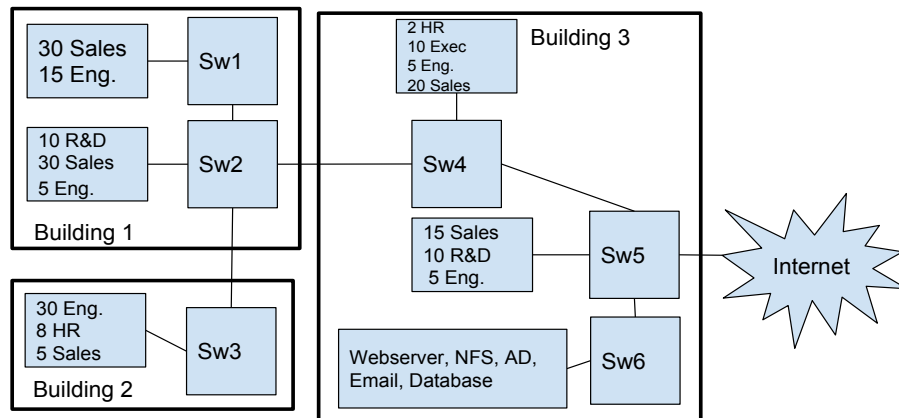 30 Sales
15 Eng.
Sw1
10 R&D
30 Sales
5 Eng.
Sw2
Building 1
30 Eng.
8 HR
5 Sales
Sw3
Building 2
Building 3
2 HR
10 Exec
5 Eng.
20 Sales
Sw4
15 Sales
10 R&D
5 Eng.
Sw5
Internet
Webserver, NFS, AD,
Email, Database
Sw6